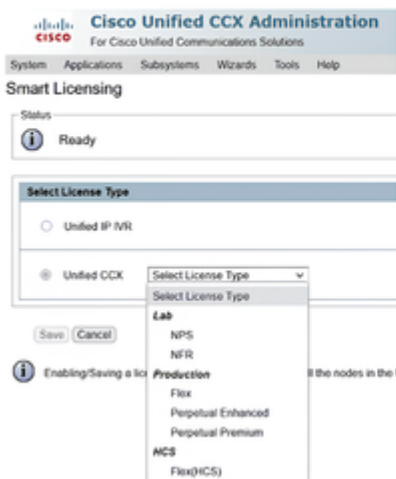 cisco
Cisco Unified CCX Administration
For Cisco Unified Communications Solutions
System Applications Subsystems Wizards Tools Help
Smart Licensing
Status
Ready
Select License Type
Unified IP IVR
Unified CCX Select License Type
Select License Type
Lab
NPS
NFR
Production
Flex
Perpetual Enhanced
Perpetual Premium
HCS
Flex(HCS)
Save Cancel
Enabling/Saving a lic ll the nodes in the